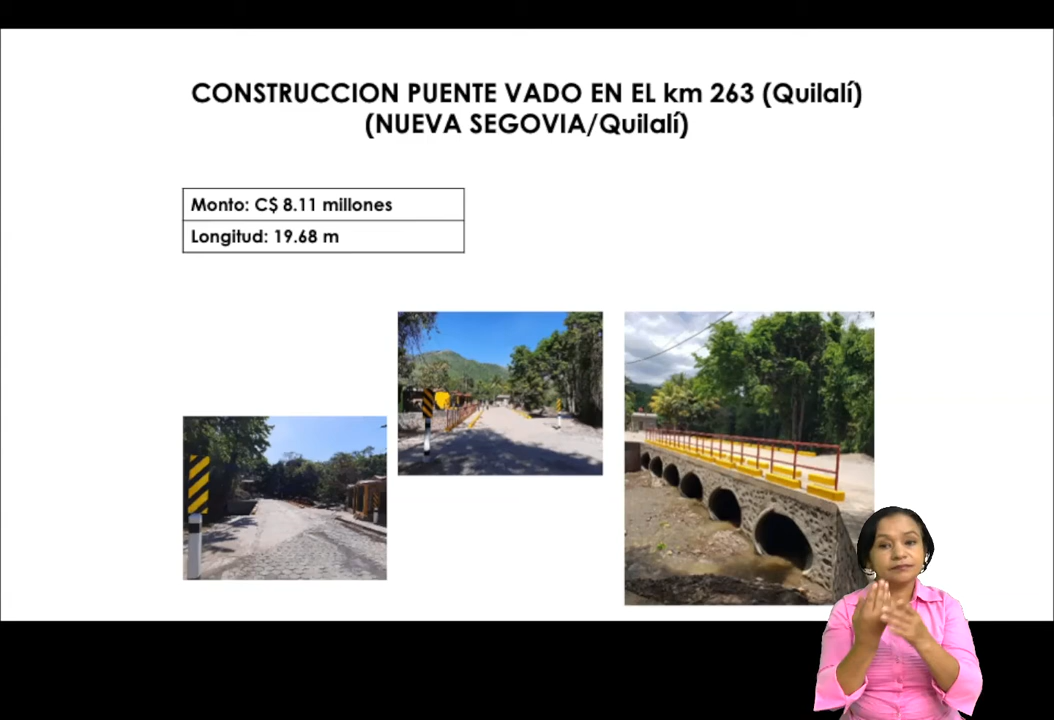 CONSTRUCCION PUENTE VADO EN EL km 263 (Quilalí)
(NUEVA SEGOVIA/Quilalí)
Monto: C$ 8.11 millones
Longitud: 19.68 m